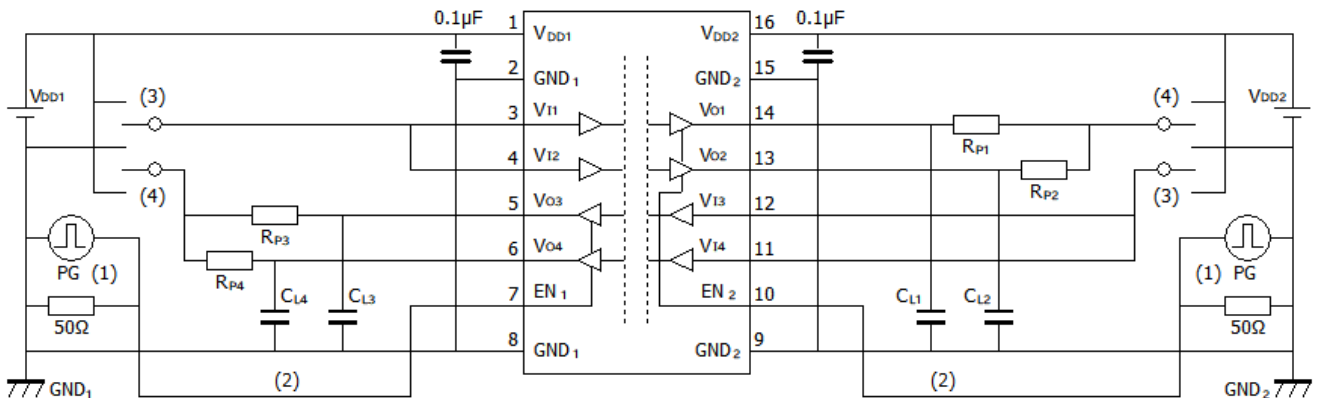 0.1µF 1 16 0.1µF
VDD1 VDD2
2 15
GND1 GND2
VDD1 (3) 3 14 (4) VDD2
VI1 VO1
RP1
4 13
VI2 VO2
(4) 5 12 RP2 (3)
VO3 VI3
RP3
6 11
VO4 VI4
PG (1) RP4 (1) PG
CL4 CL3 7 EN1 EN2 10 CL1 CL2
50Ω 50Ω
8 9
GND1 GND2
GND1 (2) (2) GND2